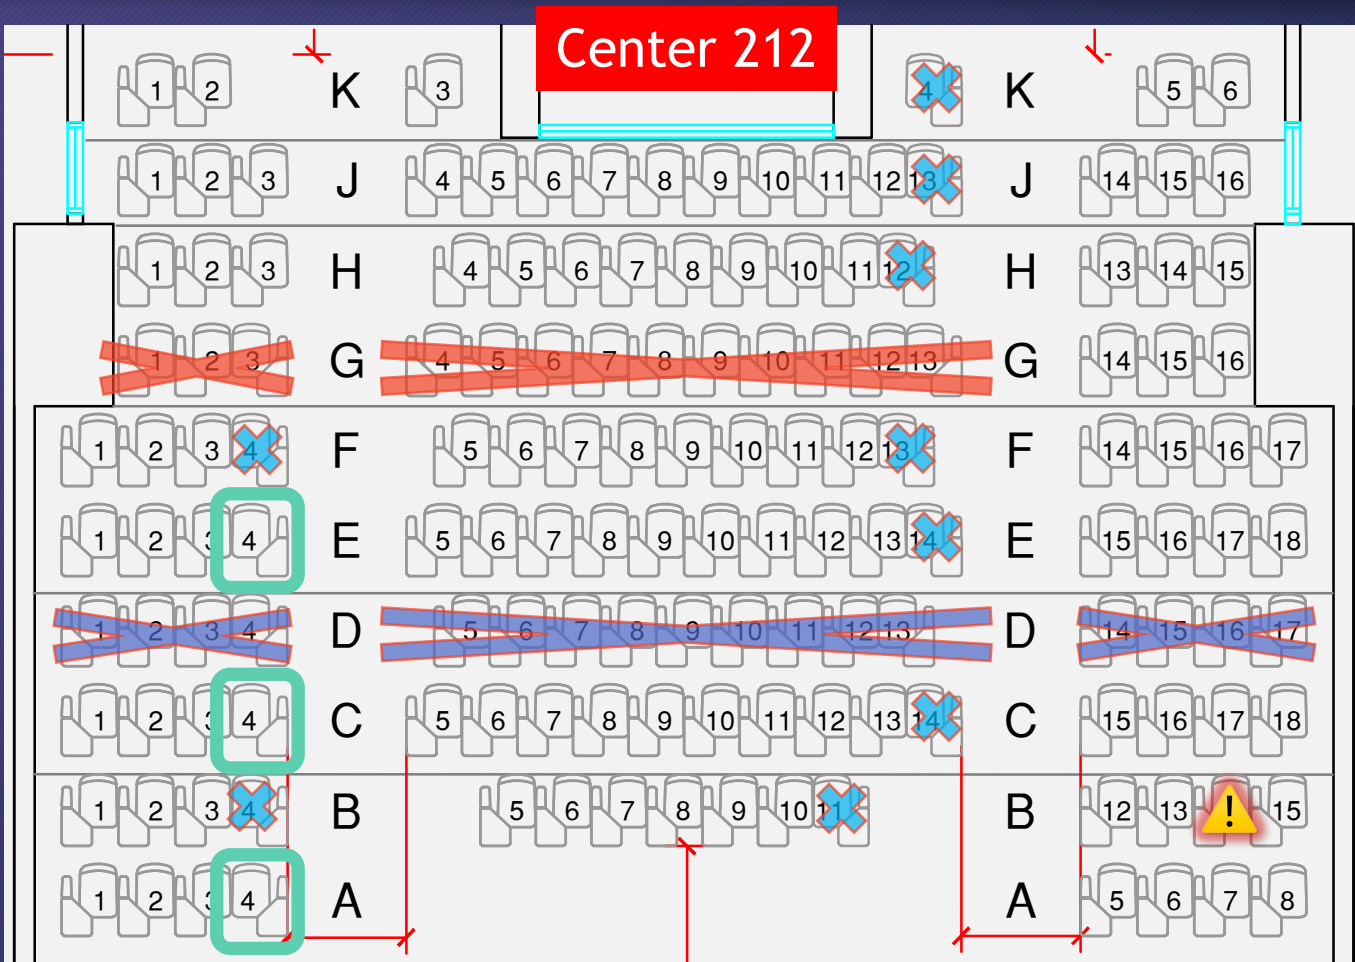 Center 212
1 2 K 3 4 K 5 6
1 2 3 J 4 5 6 7 8 9 10 11 12 13 J 14 15 16
1 2 3 H 4 5 6 7 8 9 10 11 12 H 13 14 15
1 2 3 G 4 5 6 7 8 9 10 11 12 13 G 14 15 16
1 2 3 4 F 5 6 7 8 9 10 11 12 13 F 14 15 16 17
1 2 3 4 E 5 6 7 8 9 10 11 12 13 14 E 15 16 17 18
1 2 3 4 D 5 6 7 8 9 10 11 12 13 D 14 15 16 17
1 2 3 4 C 5 6 7 8 9 10 11 12 13 14 C 15 16 17 18
1 2 3 4 B 5 6 7 8 9 10 11 B 12 13 ! 15
1 2 3 4 A A 5 6 7 8